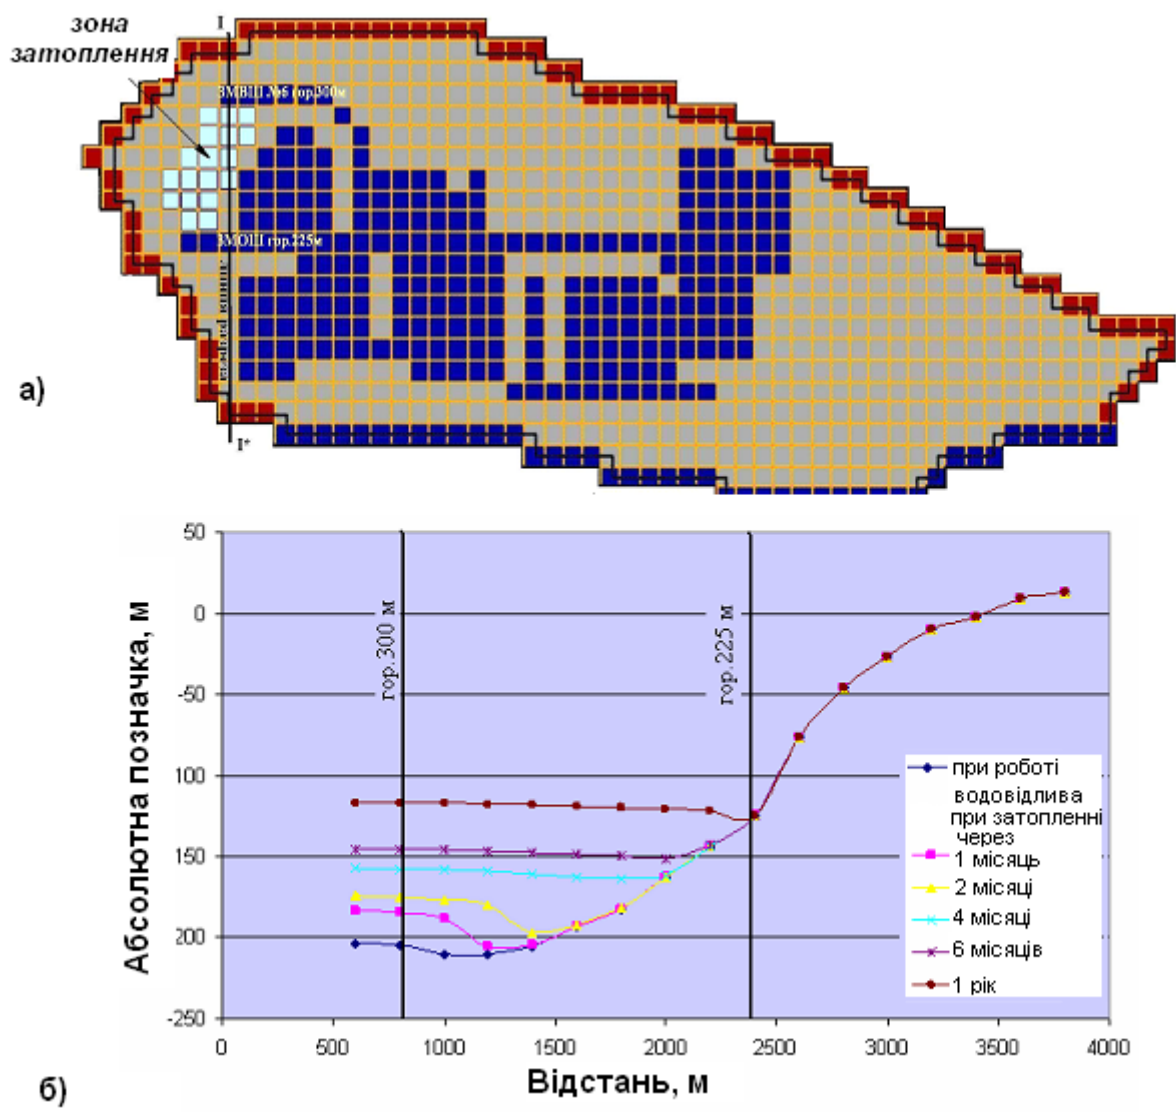 зона
затоплення
I
ЗМВШ №6 гор.300м
ЗМОШ гор.225м
I*
а)
50
0
-50
100
150
200
-250
Абсолютна позначка, м
гор.300 м
гор.225 м
при роботі
водовідлива
при затопленні
через
1 місяць
2 місяці
4 місяці
6 місяців
1 рік
0 500 1000 1500 2000 2500 3000 3500 4000
Відстань, м
б)